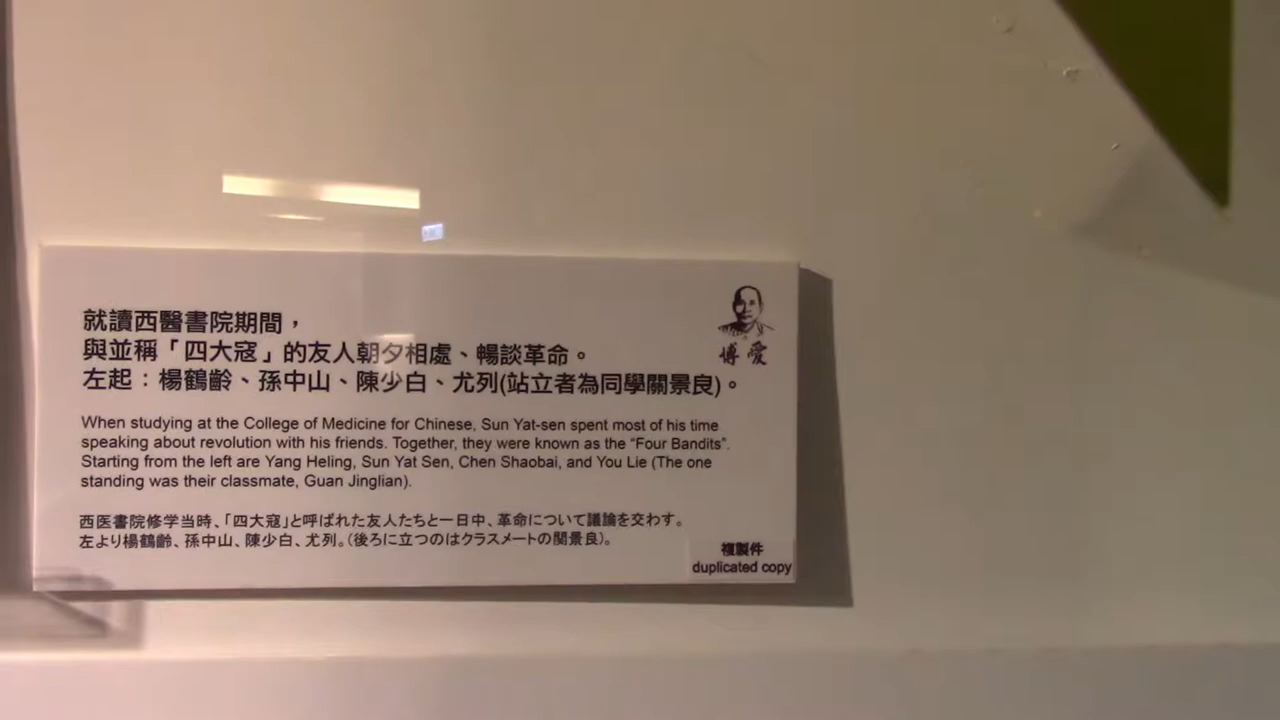 就讀西醫書院期間，
與並稱「四大寇」的友人朝夕相處、暢談革命。
左起：楊鶴齡、孫中山、陳少白、尤列(站立者為同學關景良)。
博愛
When studying at the College of Medicine for Chinese, Sun Yat-sen spent most of his time
speaking about revolution with his friends. Together, they were known as the “Four Bandits”.
Starting from the left are Yang Heling, Sun Yat Sen, Chen Shaobai, and You Lie (The one
standing was their classmate, Guan Jinglian).
西医書院修学当時、「四大寇」と呼ばれた友人たちと一日中、革命について議論を交わす。
左より楊鶴齢、孫中山、陳少白、尤列。(後ろに立つのはクラスメートの関景良)。
複製件
duplicated copy